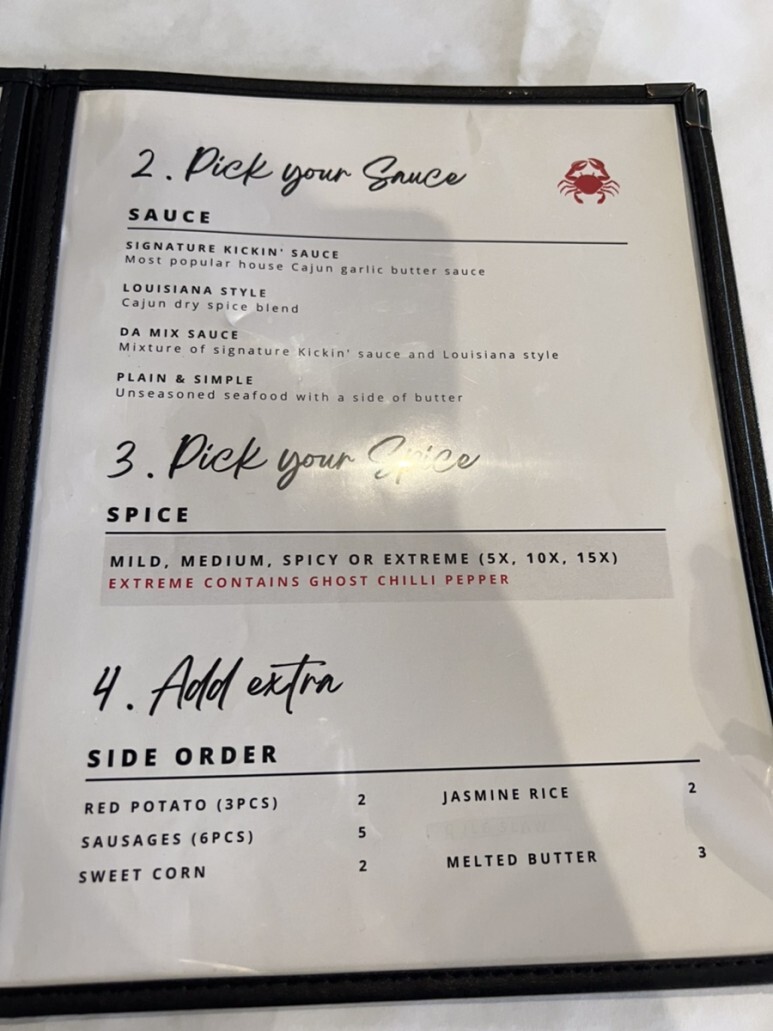 2. Pick your Sauce
SAUCE
SIGNATURE KICKIN' SAUCE
Most popular house Cajun garlic butter sauce
LOUISIANA STYLE
Cajun dry spice blend
DA MIX SAUCE
Mixture of signature Kickin' sauce and Louisiana style
PLAIN & SIMPLE
Unseasoned seafood with a side of butter
3. Pick your Spice
SPICE
MILD, MEDIUM, SPICY OR EXTREME (5X, 10X, 15X)
EXTREME CONTAINS GHOST CHILLI PEPPER
4. Add extra
SIDE ORDER
RED POTATO (3PCS) 2
SAUSAGES (6PCS) 5
SWEET CORN 2
JASMINE RICE 2
MELTED BUTTER 3